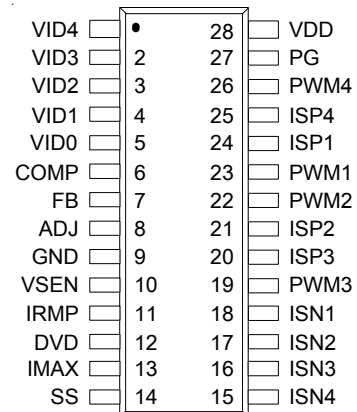 VID4 28 VDD
VID3 2 27 PG
VID2 3 26 PWM4
VID1 4 25 ISP4
VID0 5 24 ISP1
COMP 6 23 PWM1
FB 7 22 PWM2
ADJ 8 21 ISP2
GND 9 20 ISP3
VSEN 10 19 PWM3
IRMP 11 18 ISN1
DVD 12 17 ISN2
IMAX 13 16 ISN3
SS 14 15 ISN4